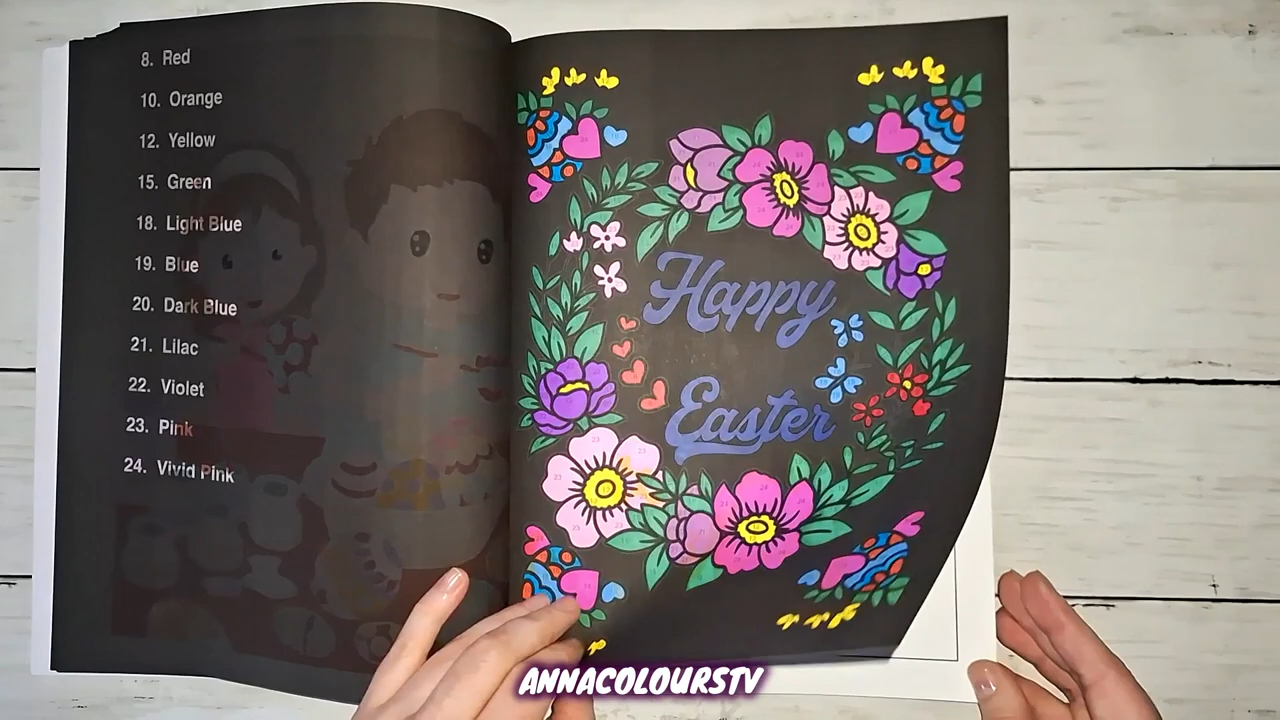 8. Red
10. Orange
12. Yellow
15. Green
18. Light Blue
19. Blue
20. Dark Blue
21. Lilac
22. Violet
23. Pink
24. Vivid Pink
Happy
Easter
ANNACOLOURSTV